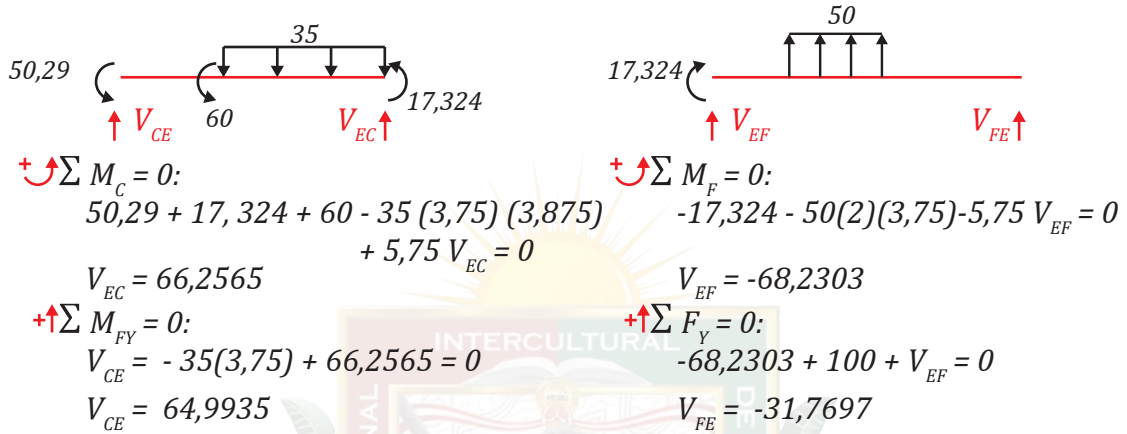 35
50,29
60
17,324
V_CE
V_EC
+ Σ M_C = 0:
50,29 + 17, 324 + 60 - 35 (3,75) (3,875)
+ 5,75 V_EC = 0
V_EC = 66,2565
+ Σ M_FY = 0:
V_CE = - 35(3,75) + 66,2565 = 0
V_CE = 64,9935
50
17,324
V_EF
V_FE
+ Σ M_F = 0:
-17,324 - 50(2)(3,75)-5,75 V_EF = 0
V_EF = -68,2303
+ Σ F_Y = 0:
-68,2303 + 100 + V_EF = 0
V_FE = -31,7697
INTERCULTURAL
NAL
DE